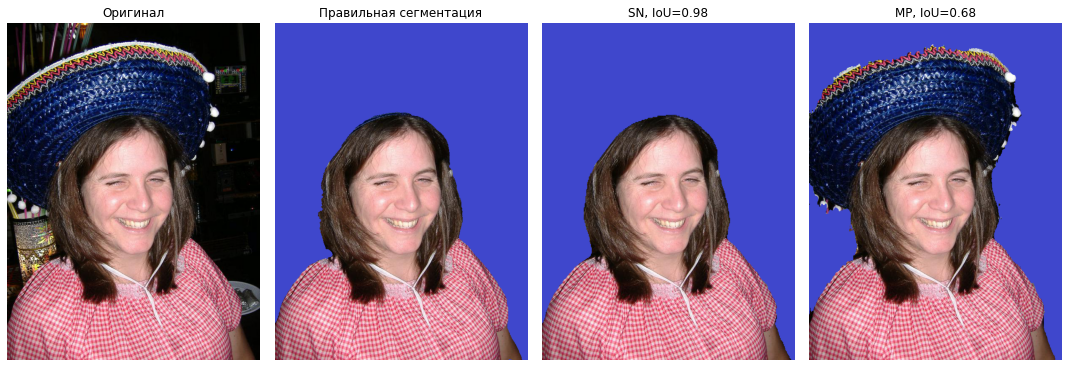 Оригинал
Правильная сегментация
SN, IoU=0.98
MP, IoU=0.68